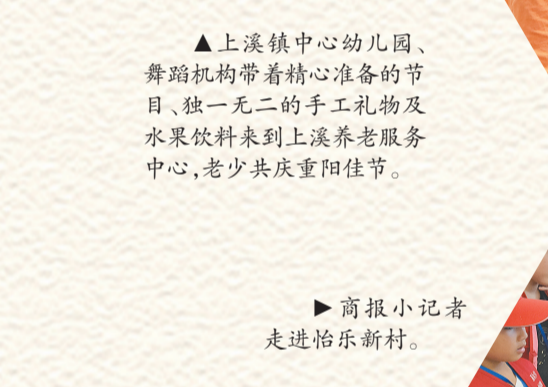 ▲上溪镇中心幼儿园、
舞蹈机构带着精心准备的节
目、独一无二的手工礼物及
水果饮料来到上溪养老服务
中心,老少共庆重阳佳节。
▶商报小记者
走进怡乐新村。